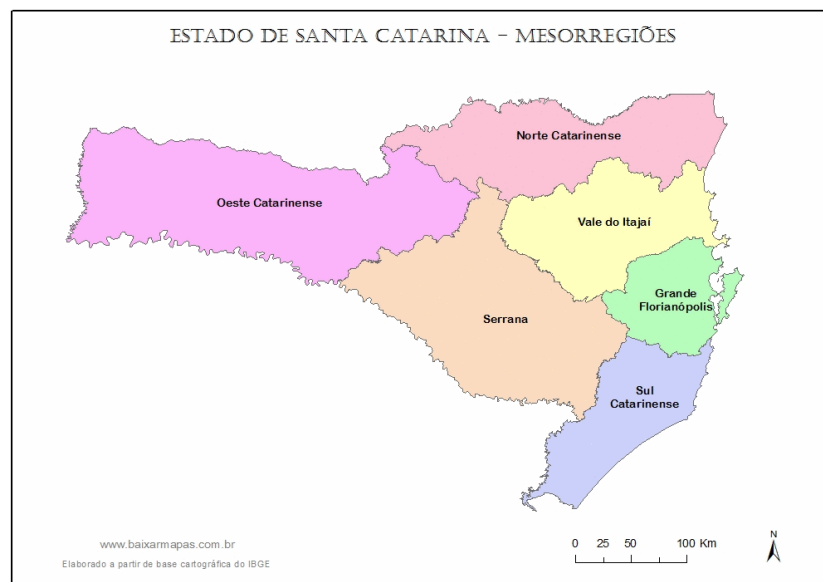 ESTADO DE SANTA CATARINA – MESORREGIÕES
Norte Catarinense
Oeste Catarinense
Vale do Itajaí
Grande
Florianópolis
Serrana
Sul
Catarinense
www.baixarmapas.com.br
Elaborado a partir de base cartográfica do IBGE
0 25 50 100 Km
N